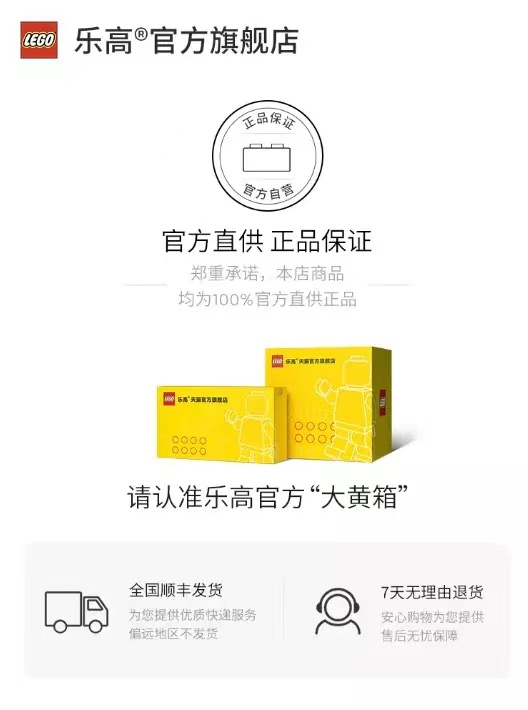 LEGO 乐高®官方旗舰店
正品保证
官方自营
官方直供 正品保证
郑重承诺，本店商品
均为100%官方直供正品
LEGO 乐高®天猫官方旗舰店
LEGO 乐高®天猫官方旗舰店
LEGO
请认准乐高官方“大黄箱”
全国顺丰发货
为您提供优质快递服务
偏远地区不发货
7天无理由退货
安心购物为您提供
售后无忧保障